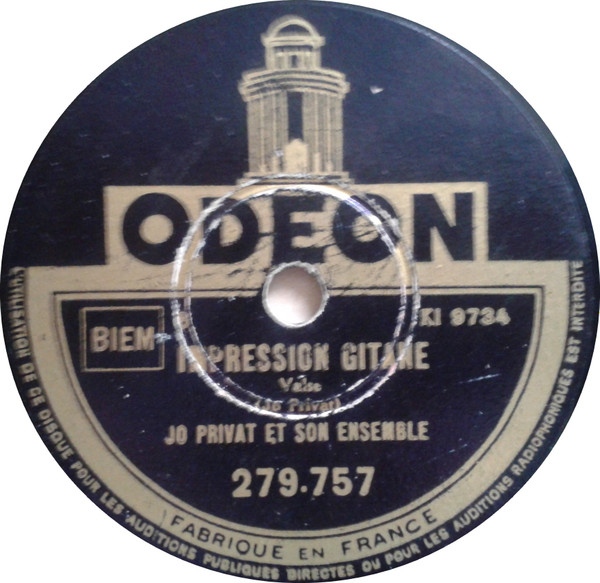 ODEON
BIEM
B
KI 9734
IMPRESSION GITANE
Valse
(Jo Privat)
JO PRIVAT ET SON ENSEMBLE
279.757
FABRIQUE EN FRANCE
L'UTILISATION DE CE DISQUE POUR LES AUDITIONS PUBLIQUES DIRECTES OU POUR LES AUDITIONS RADIOPHONIQUES EST INTERDITE